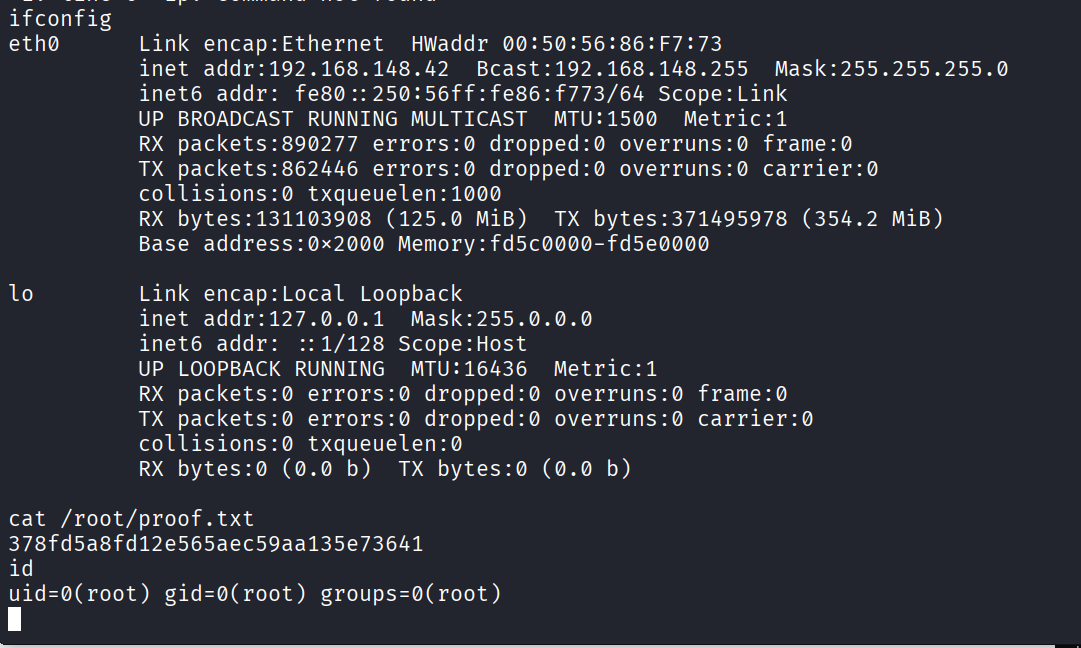 ifconfig
eth0 Link encap:Ethernet HWaddr 00:50:56:86:F7:73
inet addr:192.168.148.42 Bcast:192.168.148.255 Mask:255.255.255.0
inet6 addr: fe80::250:56ff:fe86:f773/64 Scope:Link
UP BROADCAST RUNNING MULTICAST MTU:1500 Metric:1
RX packets:890277 errors:0 dropped:0 overruns:0 frame:0
TX packets:862446 errors:0 dropped:0 overruns:0 carrier:0
collisions:0 txqueuelen:1000
RX bytes:131103908 (125.0 MiB) TX bytes:371495978 (354.2 MiB)
Base address:0×2000 Memory:fd5c0000-fd5e0000
lo Link encap:Local Loopback
inet addr:127.0.0.1 Mask:255.0.0.0
inet6 addr: ::1/128 Scope:Host
UP LOOPBACK RUNNING MTU:16436 Metric:1
RX packets:0 errors:0 dropped:0 overruns:0 frame:0
TX packets:0 errors:0 dropped:0 overruns:0 carrier:0
collisions:0 txqueuelen:0
RX bytes:0 (0.0 b) TX bytes:0 (0.0 b)
cat /root/proof.txt
378fd5a8fd12e565aec59aa135e73641
id
uid=0(root) gid=0(root) groups=0(root)